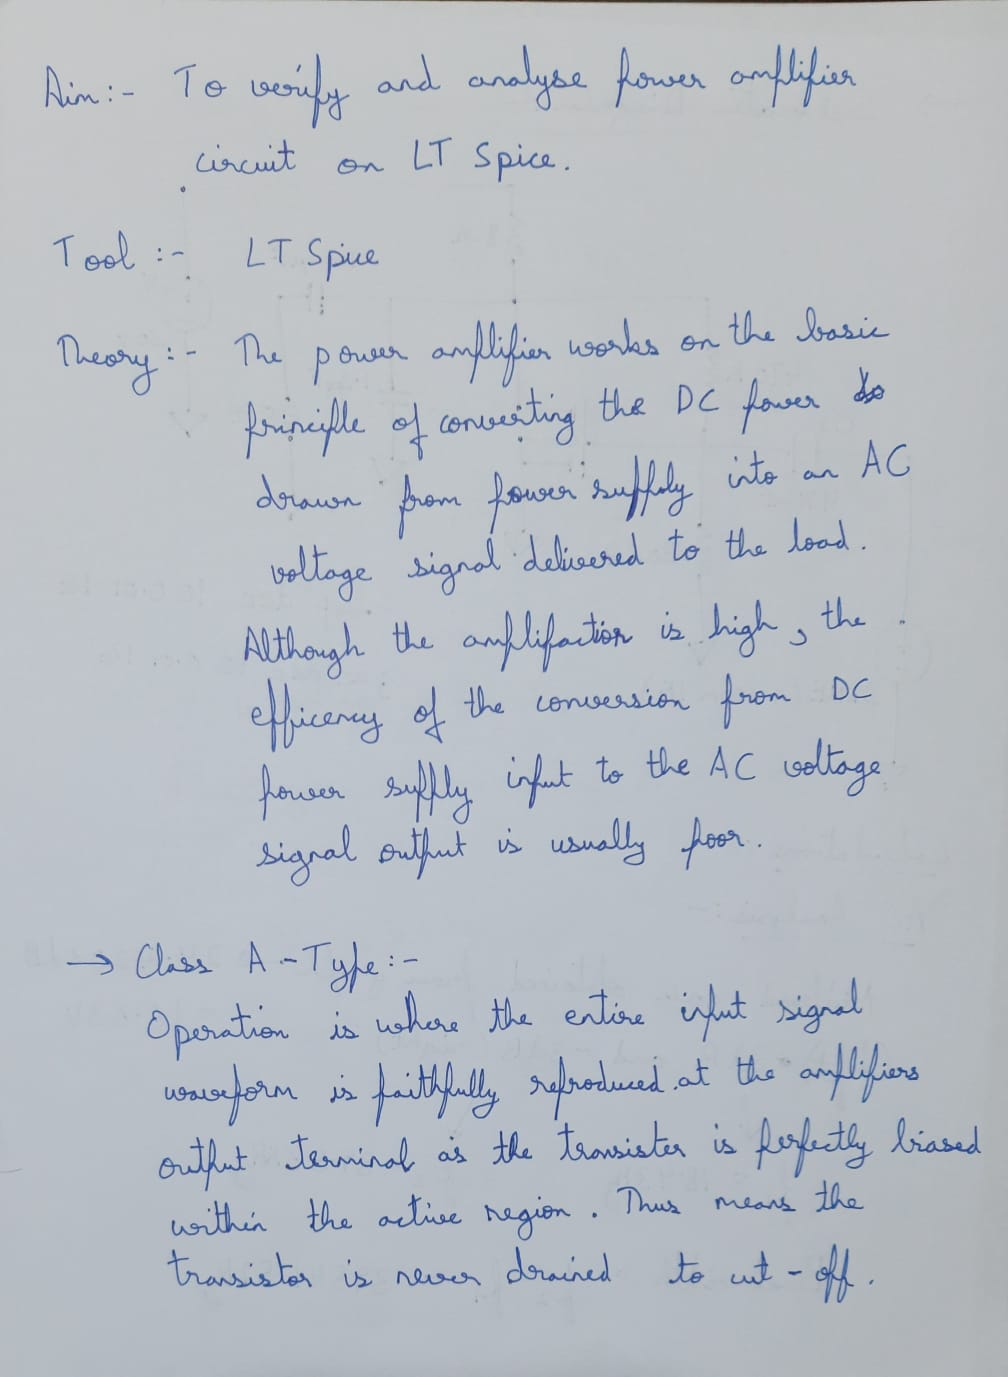 Aim :- To verify and analyse power amplifier
circuit on LT Spice.
Tool :- LT Spice
Theory :- The power amplifier works on the basic
principle of converting the DC power
drawn from power supply into an AC
voltage signal delivered to the load.
Although the amplifaction is high, the
efficency of the conversion from DC
power supply input to the AC voltage
signal output is usually poor.
→ Class A - Type :-
Operation is where the entire input signal
waveform is faithfully reproduced at the amplifiers
output terminal as the transister is perfectly biased
within the active region. Thus means the
transistor is never drained to cut-off.